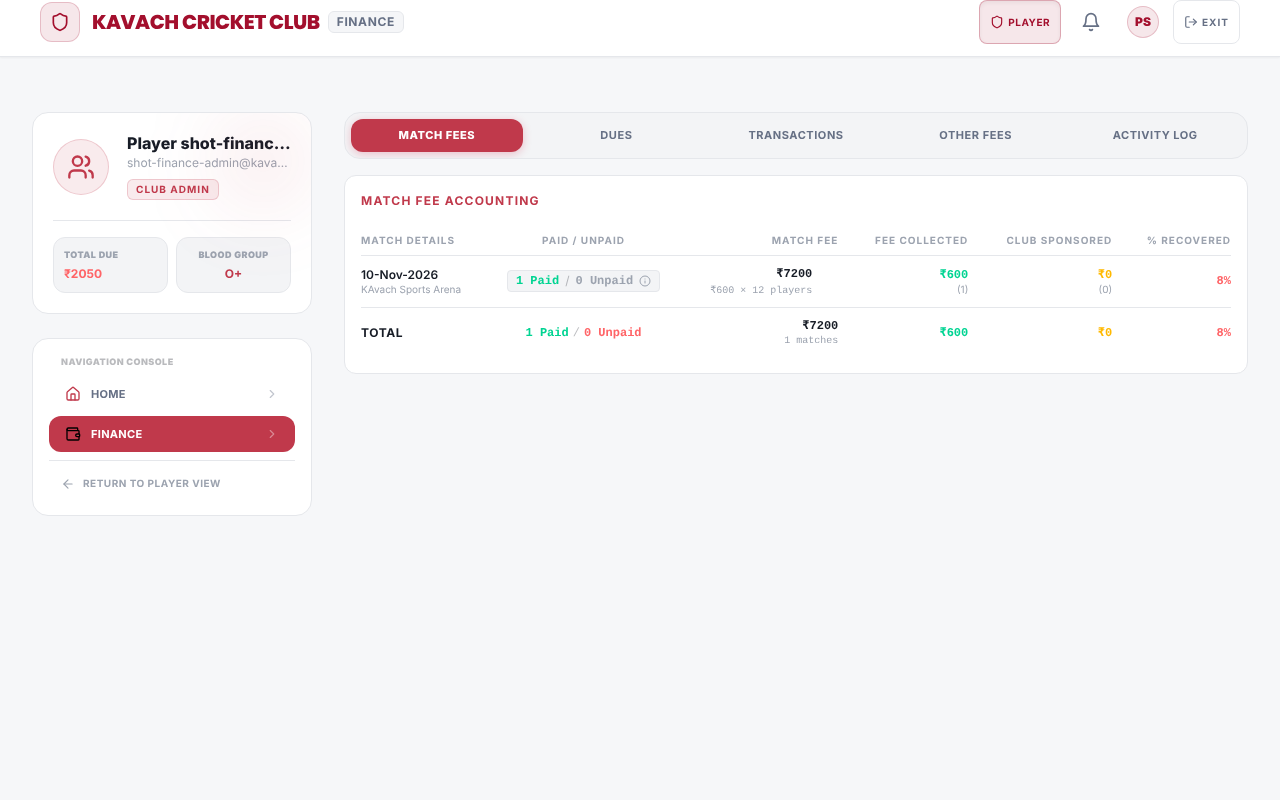 KAVACH CRICKET CLUB FINANCE
PLAYER PS EXIT
Player shot-financ...
shot-finance-admin@kava...
CLUB ADMIN
TOTAL DUE
₹2050
BLOOD GROUP
O+
NAVIGATION CONSOLE
HOME
FINANCE
RETURN TO PLAYER VIEW
MATCH FEES DUES TRANSACTIONS OTHER FEES ACTIVITY LOG
MATCH FEE ACCOUNTING
MATCH DETAILS PAID / UNPAID MATCH FEE FEE COLLECTED CLUB SPONSORED % RECOVERED
10-Nov-2026 1 Paid / 0 Unpaid ₹7200 ₹600 ₹0 8%
KAvach Sports Arena ₹600 × 12 players (1) (0)
TOTAL 1 Paid / 0 Unpaid ₹7200 ₹600 ₹0 8%
1 matches